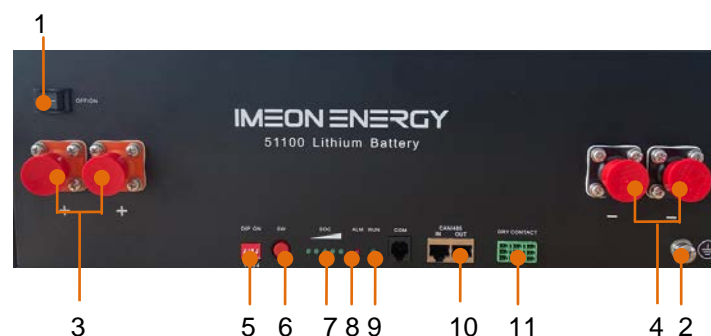 1
OFF/ON
IMEON ENERGY
51100 Lithium Battery
+ +
- -
DIP ON SW SOC ALM RUN COM CAN/485 DRY CONTACT
IN OUT
3 5 6 7 8 9 10 11 4 2